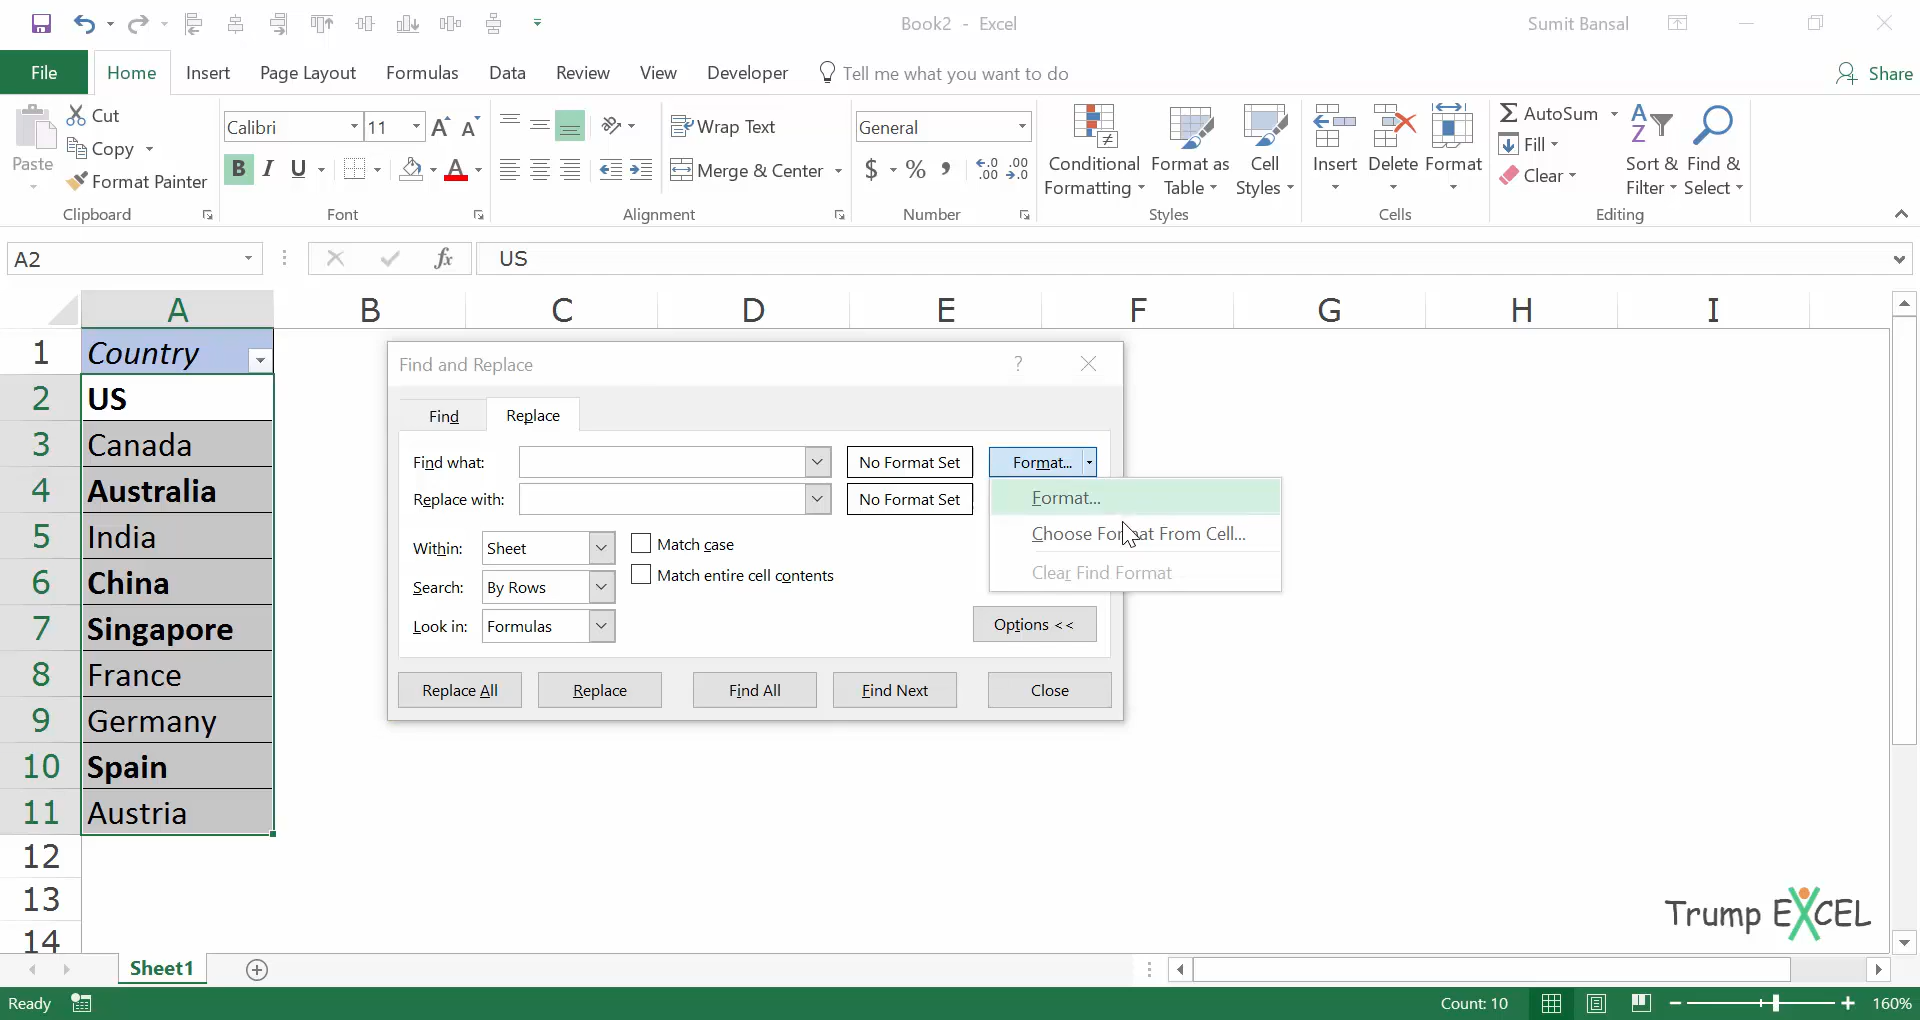 Book2 - Excel
Sumit Bansal
File Home Insert Page Layout Formulas Data Review View Developer Tell me what you want to do Share
Paste
Cut
Copy
Format Painter
Clipboard
Calibri 11
B I U
Font
Wrap Text
Merge & Center
Alignment
General
$ % ,
Number
Conditional Formatting
Format as Table
Cell Styles
Styles
Insert Delete Format
Cells
AutoSum
Fill
Clear
Sort & Filter
Find & Select
Editing
A2 fx US
A B C D E F G H I
1 Country
2 US
3 Canada
4 Australia
5 India
6 China
7 Singapore
8 France
9 Germany
10 Spain
11 Austria
12
13
14
Find and Replace ?
Find Replace
Find what: No Format Set Format...
Replace with: No Format Set
Format...
Choose Format From Cell...
Clear Find Format
Within: Sheet Match case
Search: By Rows Match entire cell contents
Look in: Formulas
Options <<
Replace All Replace Find All Find Next Close
Trump EXCEL
Sheet1
Ready Count: 10 160%